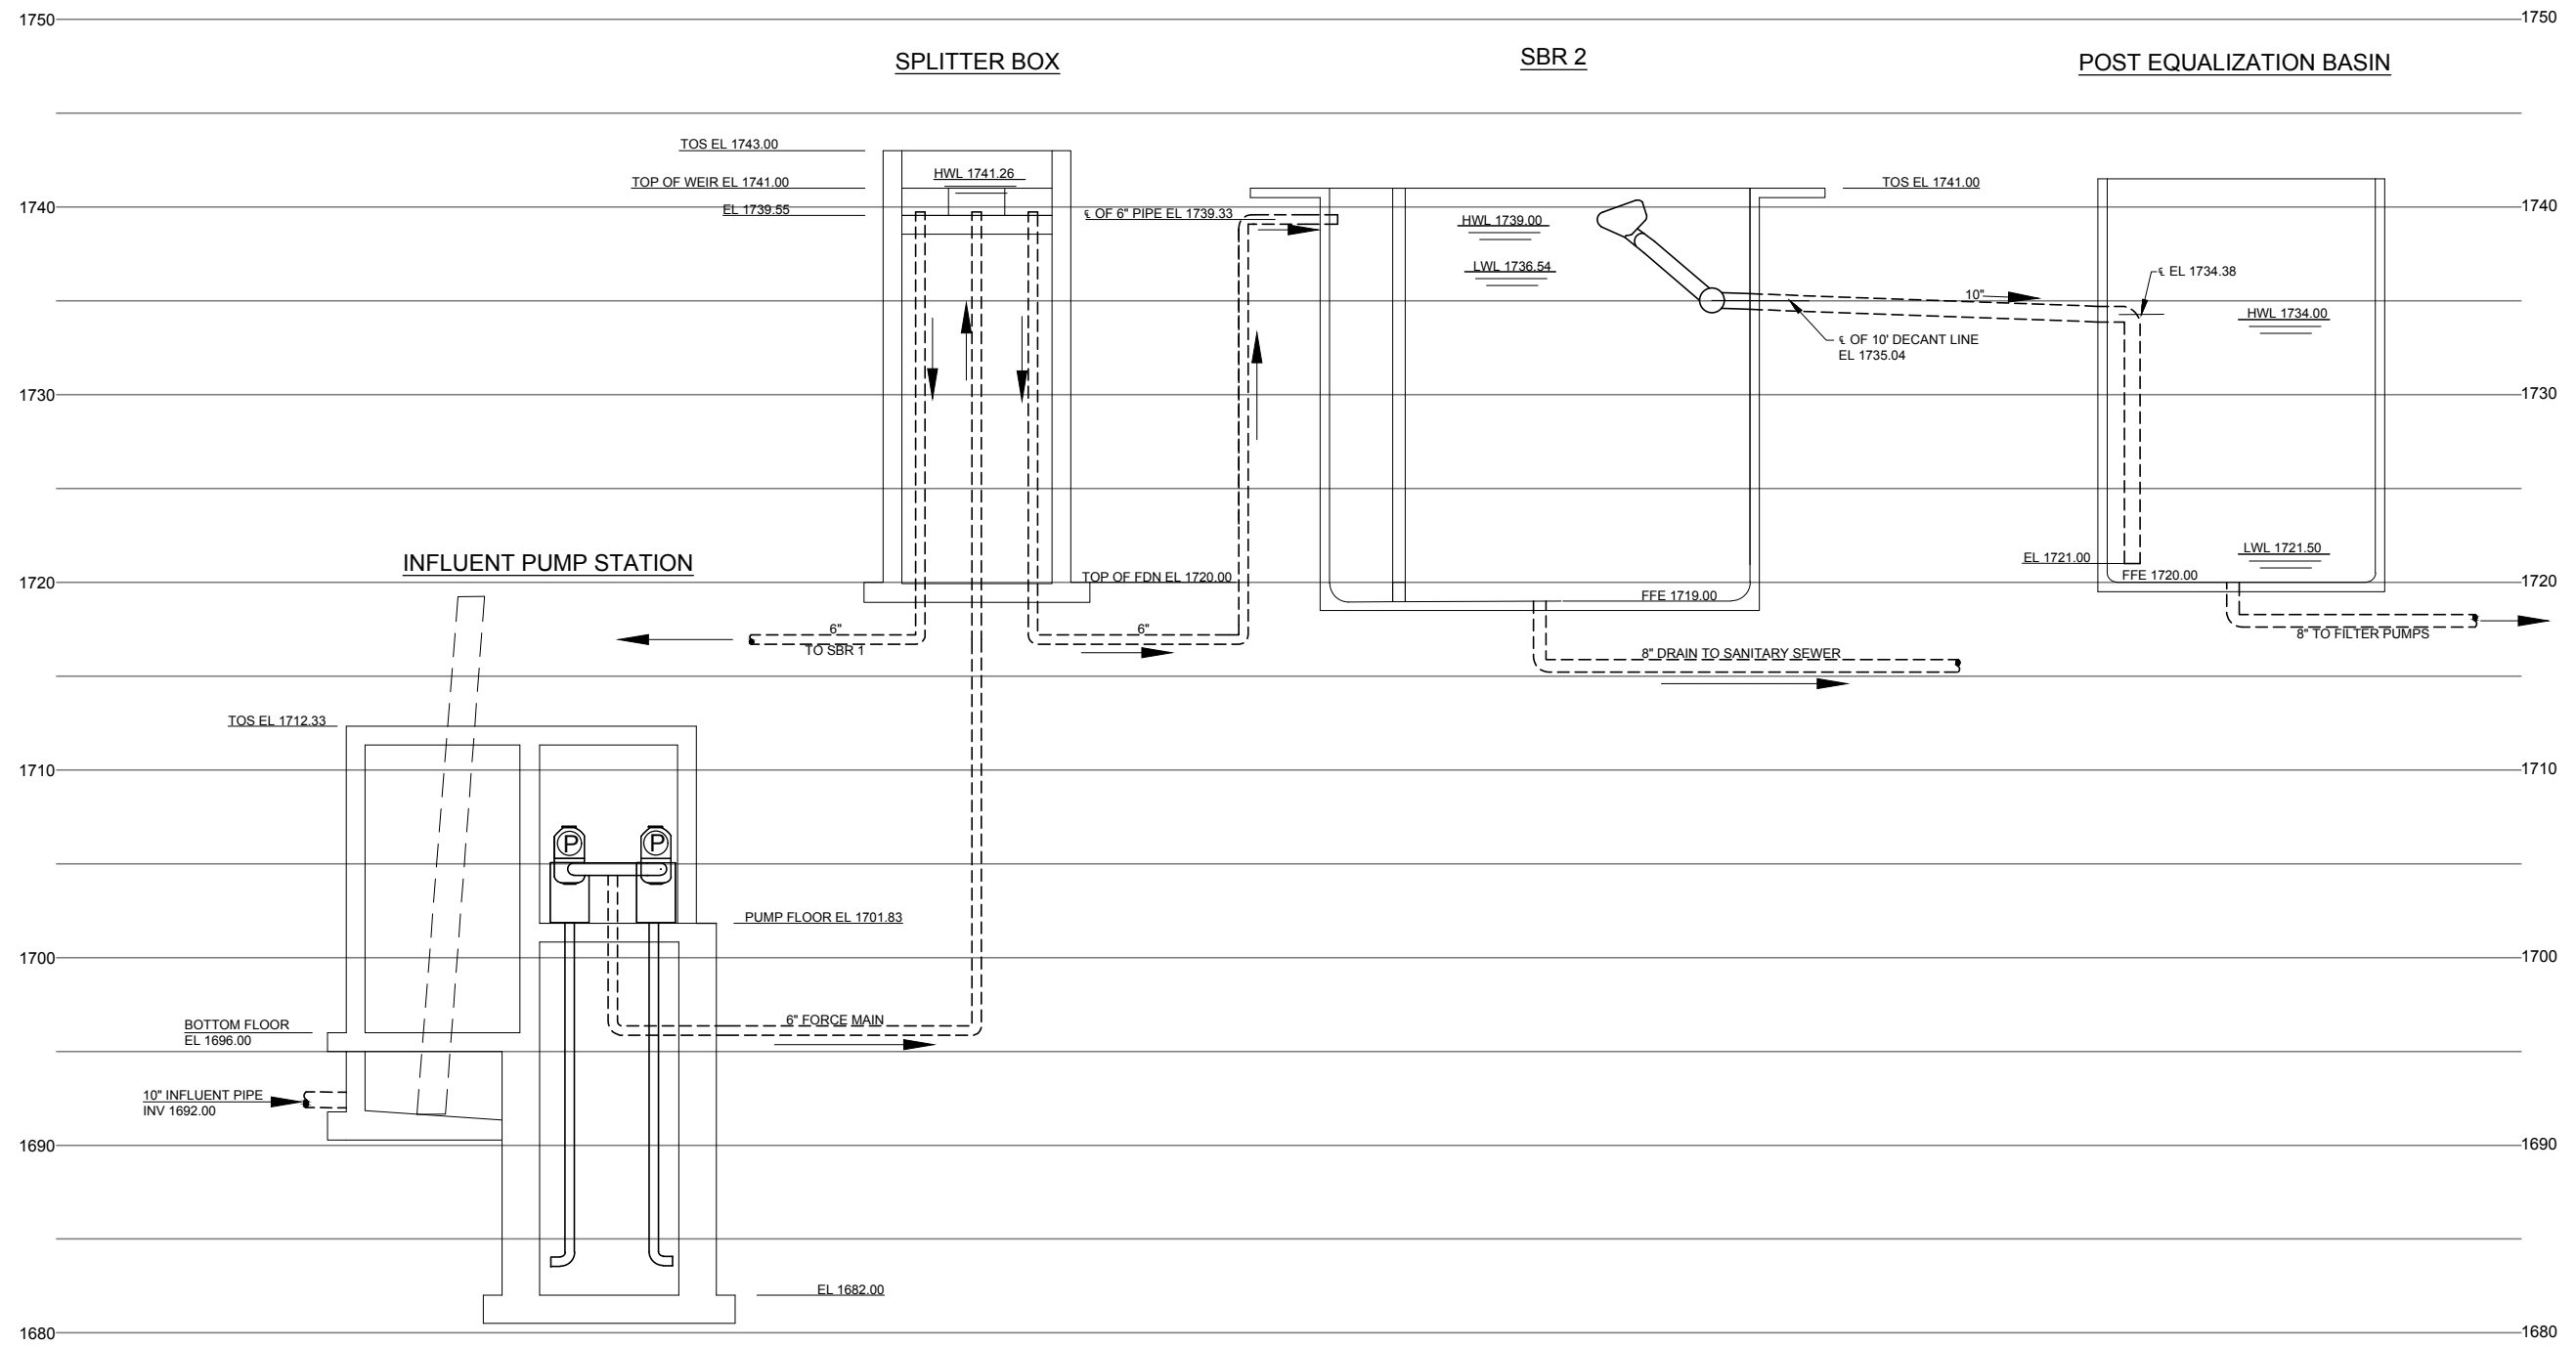 1750
1750
SPLITTER BOX
SBR 2
POST EQUALIZATION BASIN
TOS EL 1743.00
HWL 1741.26
TOP OF WEIR EL 1741.00
TOS EL 1741.00
1740
EL 1739.55
℄ OF 6" PIPE EL 1739.33
HWL 1739.00
1740
LWL 1736.54
℄ EL 1734.38
10"
HWL 1734.00
℄ OF 10' DECANT LINE
EL 1735.04
1730
1730
INFLUENT PUMP STATION
LWL 1721.50
EL 1721.00
1720
TOP OF FDN EL 1720.00
FFE 1720.00
1720
FFE 1719.00
6"
TO SBR 1
6"
8" TO FILTER PUMPS
8" DRAIN TO SANITARY SEWER
TOS EL 1712.33
1710
1710
P
P
PUMP FLOOR EL 1701.83
1700
1700
6" FORCE MAIN
BOTTOM FLOOR
EL 1696.00
10" INFLUENT PIPE
INV 1692.00
1690
1690
EL 1682.00
1680
1680